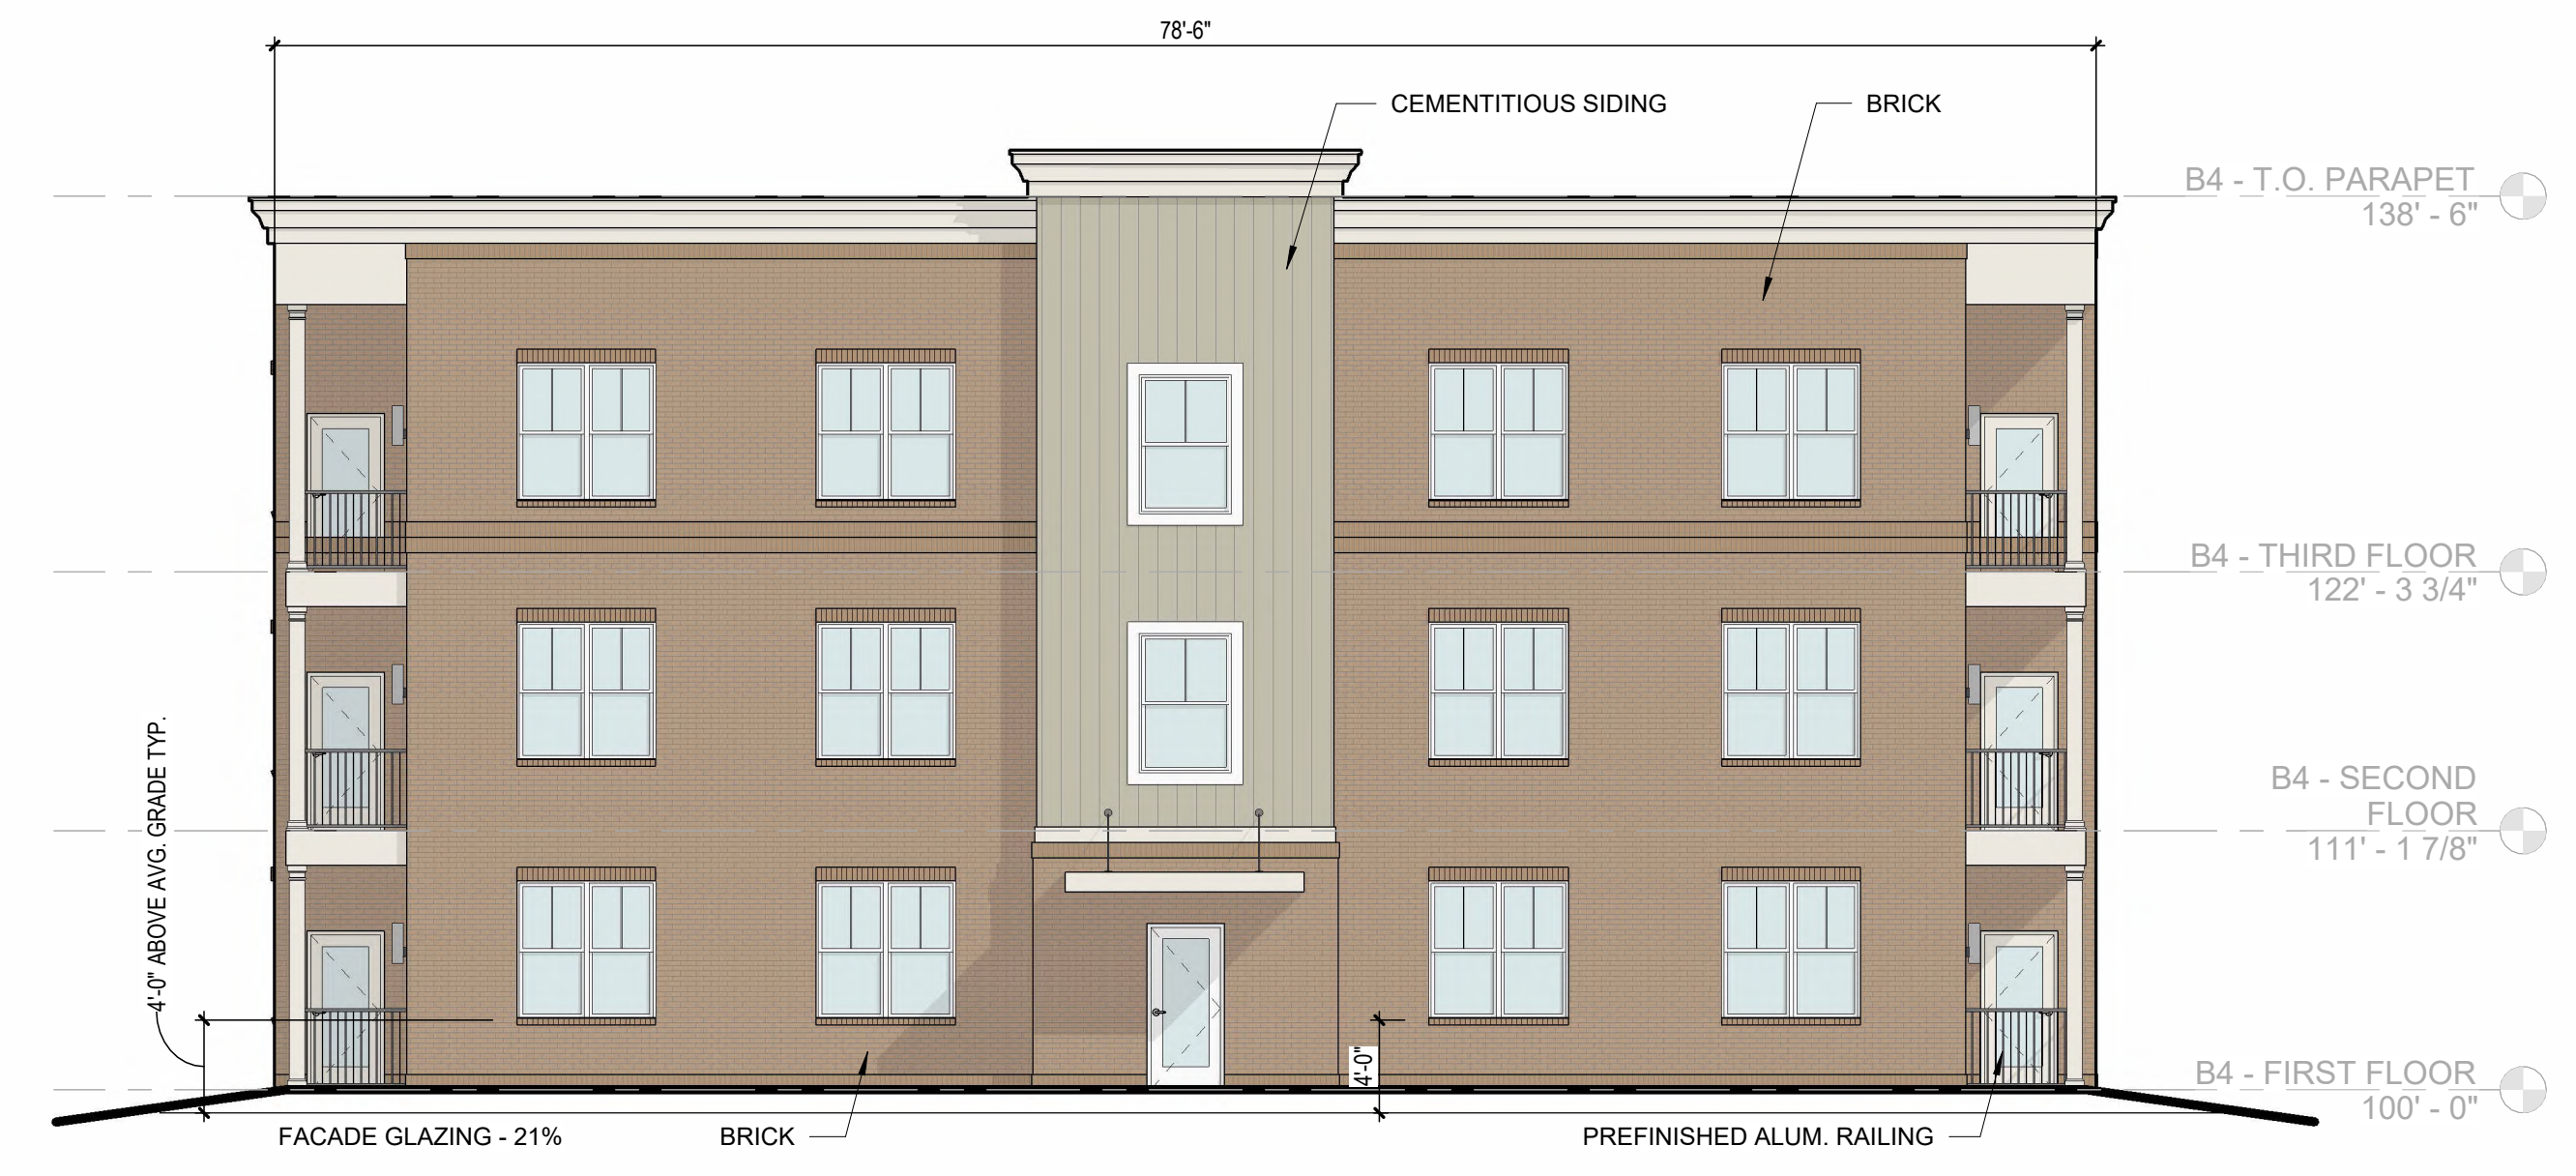 78'-6"
CEMENTITIOUS SIDING
BRICK
B4 - T.O. PARAPET
138' - 6"
B4 - THIRD FLOOR
122' - 3 3/4"
B4 - SECOND
FLOOR
111' - 1 7/8"
4'-0" ABOVE AVG. GRADE TYP.
4'-0"
B4 - FIRST FLOOR
100' - 0"
FACADE GLAZING - 21%
BRICK
PREFINISHED ALUM. RAILING